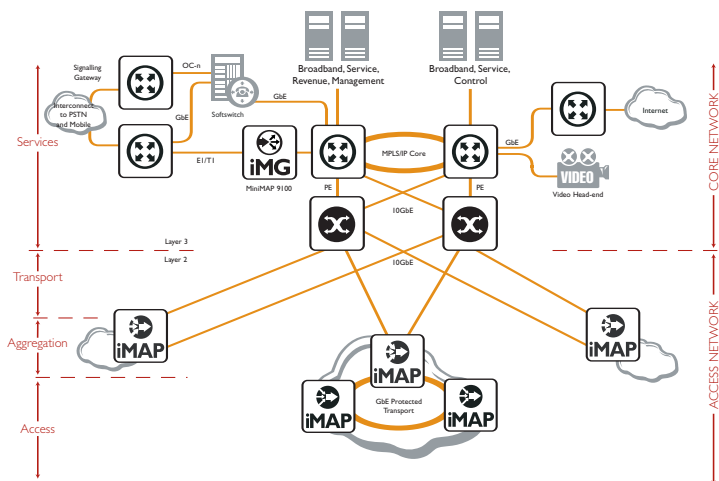 Broadband, Service,
Revenue, Management
Broadband, Service,
Control
Signalling
Gateway
OC-n
GbE
Softswitch
Interconnect
to PSTN
and Mobile
GbE
E1/T1
iMG
MiniMAP 9100
MPLS/IP Core
GbE
Internet
VIDEO
Video Head-end
PE
PE
10GbE
Layer 3
Layer 2
10GbE
Services
Transport
Aggregation
Access
CORE NETWORK
ACCESS NETWORK
iMAP
iMAP
iMAP
GbE Protected
Transport
iMAP
iMAP